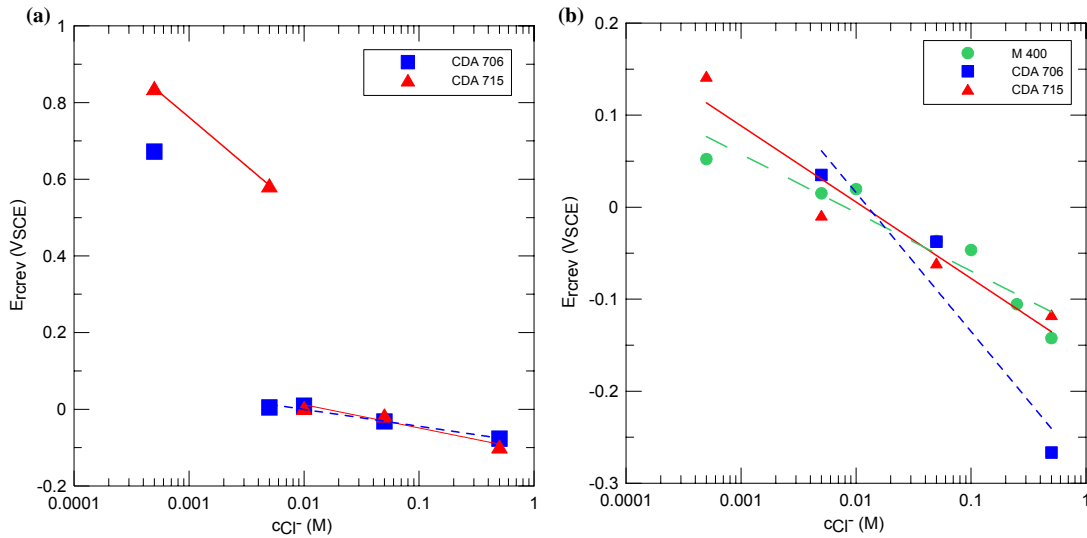 (a)
1
0.8
0.6
0.4
0.2
0
-0.2
Ercrev (VSCE)
CDA 706
CDA 715
0.0001 0.001 0.01 0.1 1
cCl- (M)
(b)
0.2
0.1
0
-0.1
-0.2
-0.3
Ercrev (VSCE)
M 400
CDA 706
CDA 715
0.0001 0.001 0.01 0.1 1
cCl- (M)